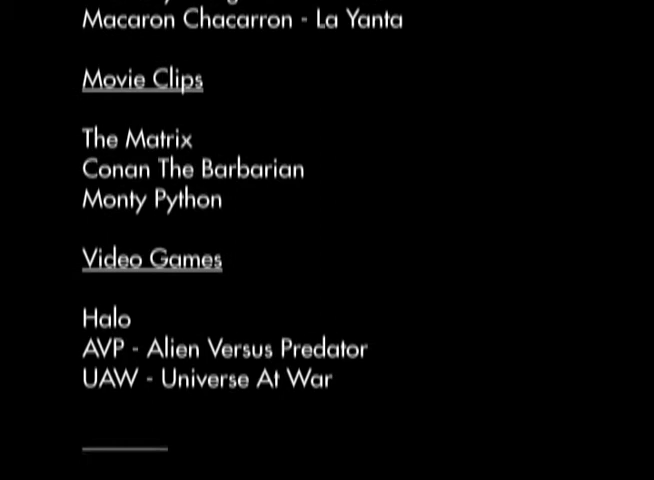 Macaron Chacarron - La Yanta
Movie Clips
The Matrix
Conan The Barbarian
Monty Python
Video Games
Halo
AVP - Alien Versus Predator
UAW - Universe At War